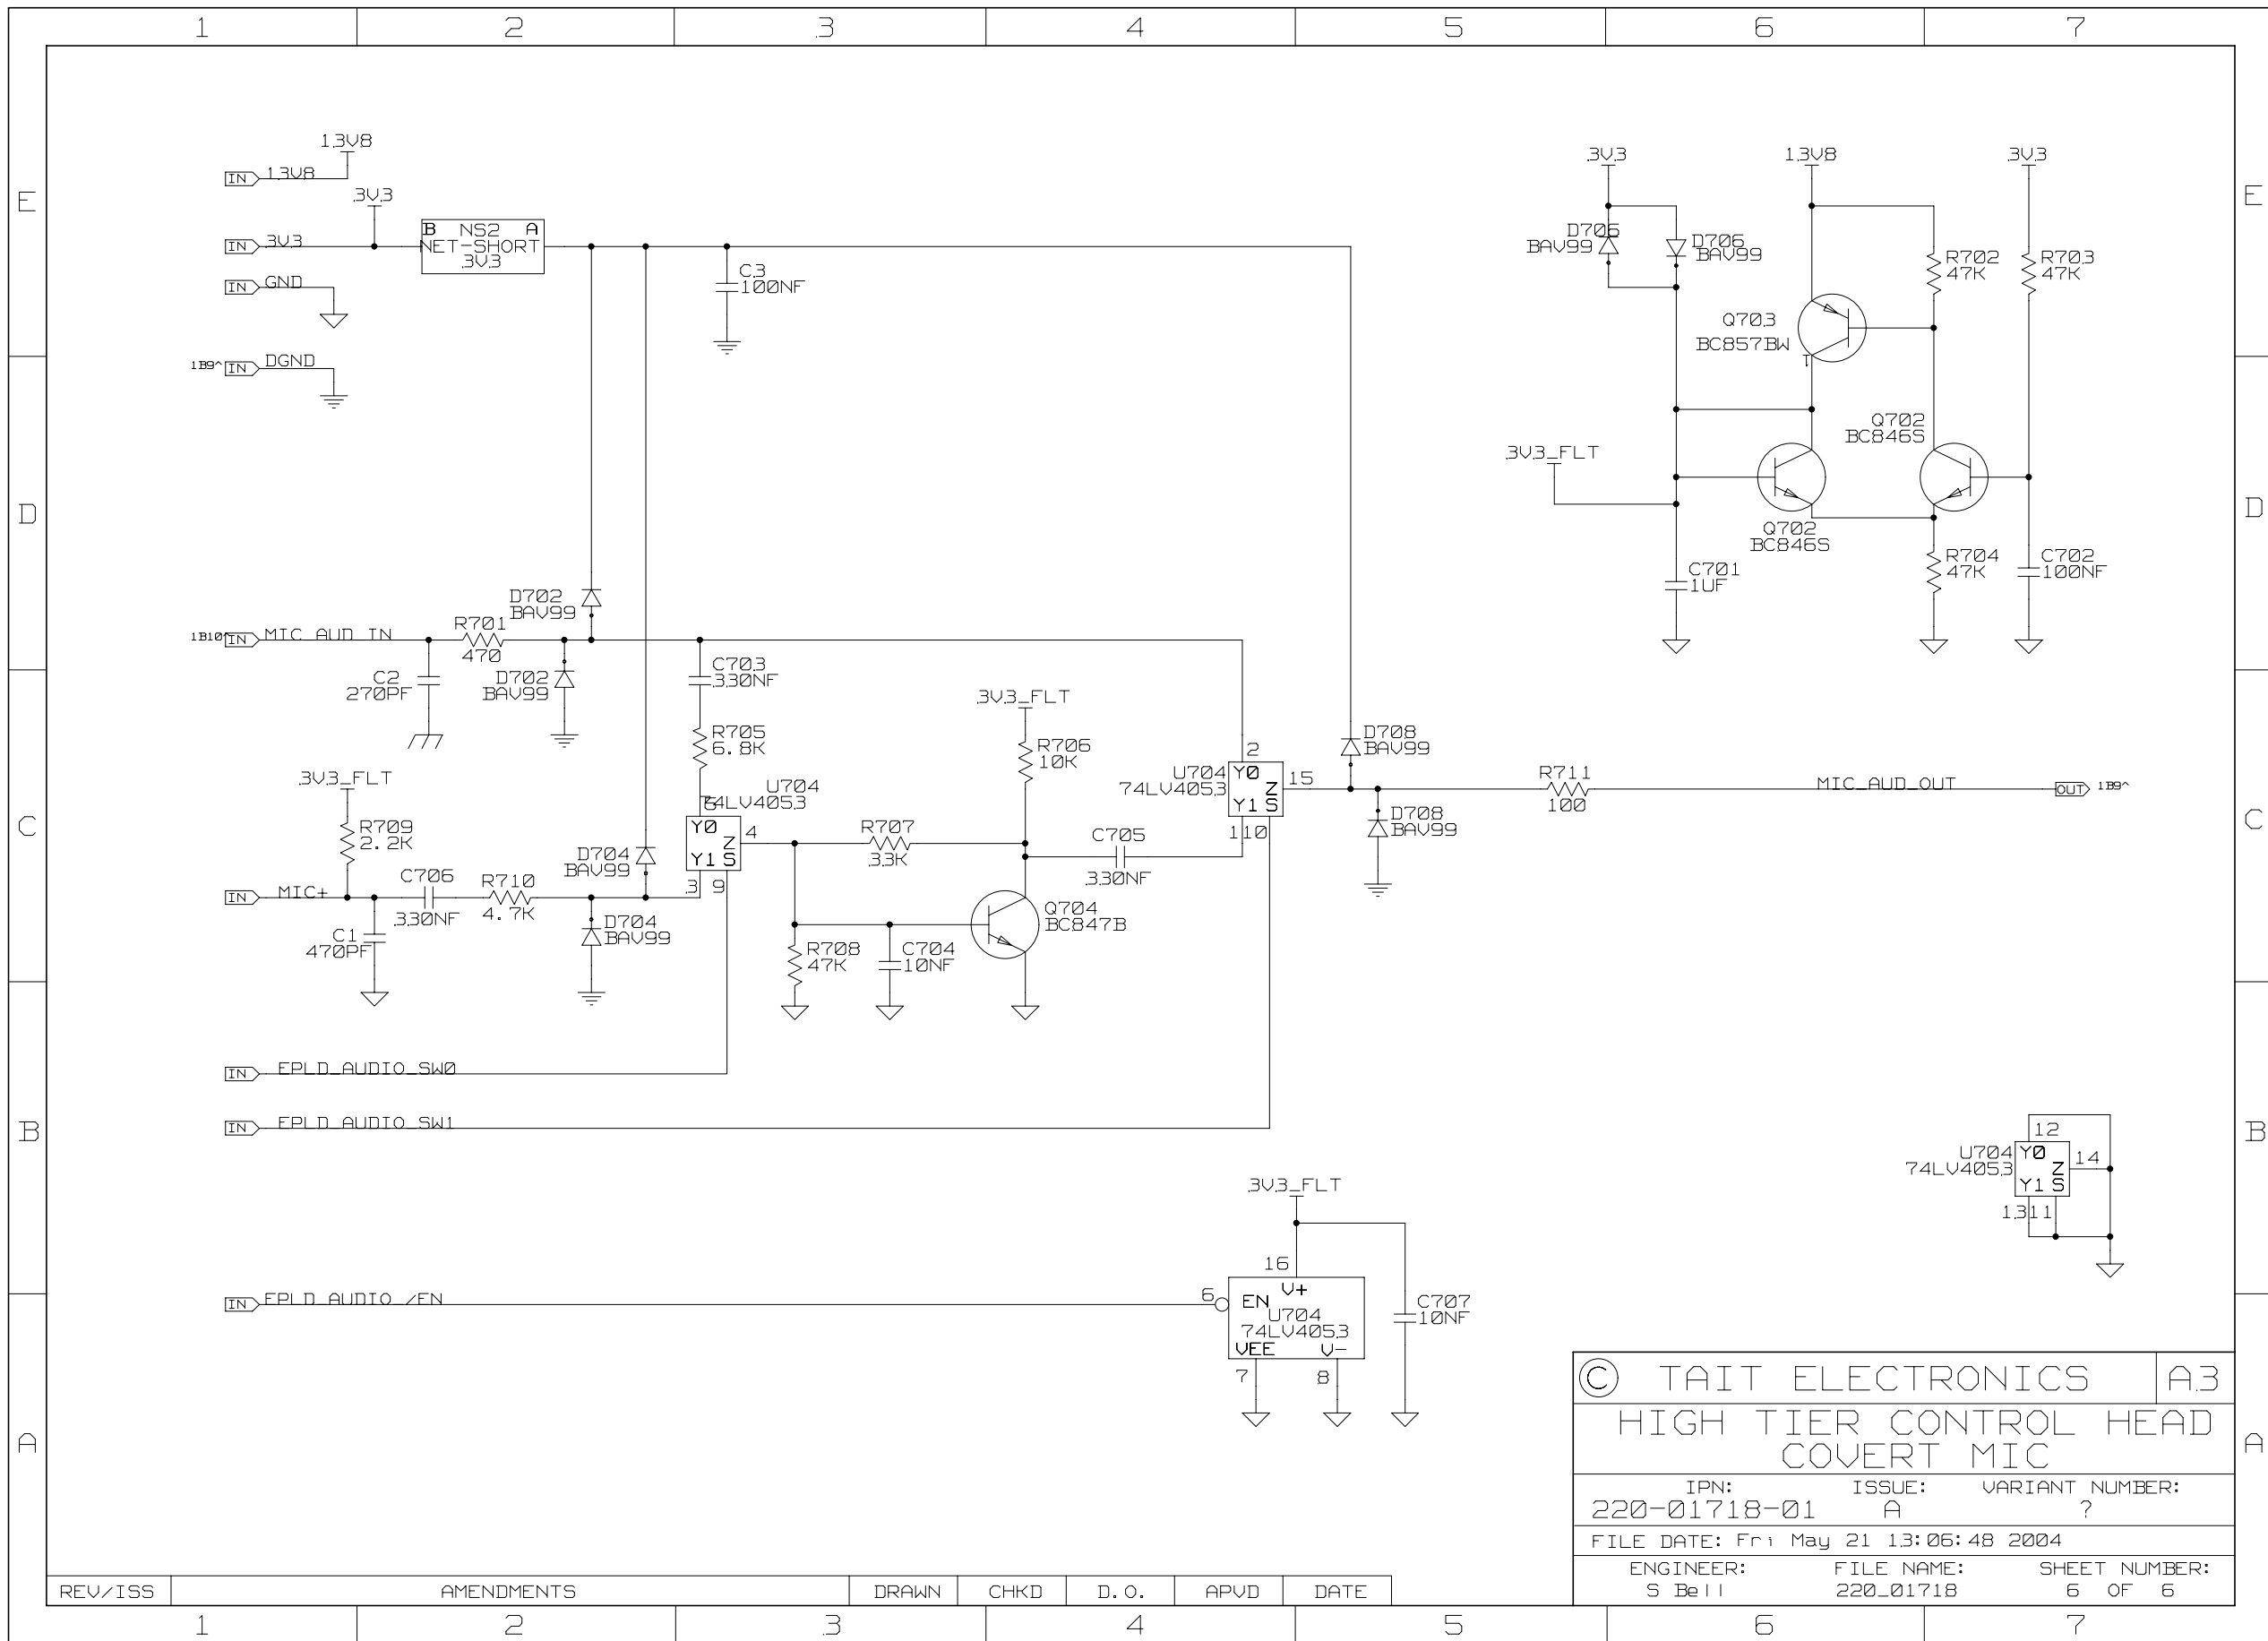 1 2 3 4 5 6 7
E E
D D
C C
B B
A A
13V8
IN 13V8
3V3
IN 3V3
B NS2 A
NET-SHORT
3V3
IN GND
1B9^ IN DGND
C3
100NF
3V3
13V8
3V3
D706
BAV99
D706
BAV99
R702
47K
R703
47K
Q703
BC857BW
Q702
BC846S
3V3_FLT
Q702
BC846S
C701
1UF
R704
47K
C702
100NF
D702
BAV99
1B10^ IN MIC_AUD_IN
R701
470
C2
270PF
D702
BAV99
C703
330NF
R705
6.8K
3V3_FLT
R706
10K
U704
74LV4053
2
Y0
Z
Y1 S
15
1 10
D708
BAV99
D708
BAV99
R711
100
MIC_AUD_OUT
OUT 1B9^
3V3_FLT
R709
2.2K
U704
74LV4053
5
Y0
Z
Y1 S
4
3 9
R707
33K
C705
330NF
D704
BAV99
IN MIC+
C706
330NF
R710
4.7K
D704
BAV99
C1
470PF
R708
47K
C704
10NF
Q704
BC847B
IN EPLD_AUDIO_SW0
IN EPLD_AUDIO_SW1
U704
74LV4053
12
Y0
Z
Y1 S
14
13 11
3V3_FLT
16
IN EPLD_AUDIO_/EN
6
EN V+
U704
74LV4053
VEE V-
7 8
C707
10NF
© TAIT ELECTRONICS A3
HIGH TIER CONTROL HEAD
COVERT MIC
IPN: ISSUE: VARIANT NUMBER:
220-01718-01 A ?
FILE DATE: Fri May 21 13:06:48 2004
ENGINEER: FILE NAME: SHEET NUMBER:
S Bell 220_01718 6 OF 6
REV/ISS AMENDMENTS DRAWN CHKD D.O. APVD DATE
1 2 3 4 5 6 7